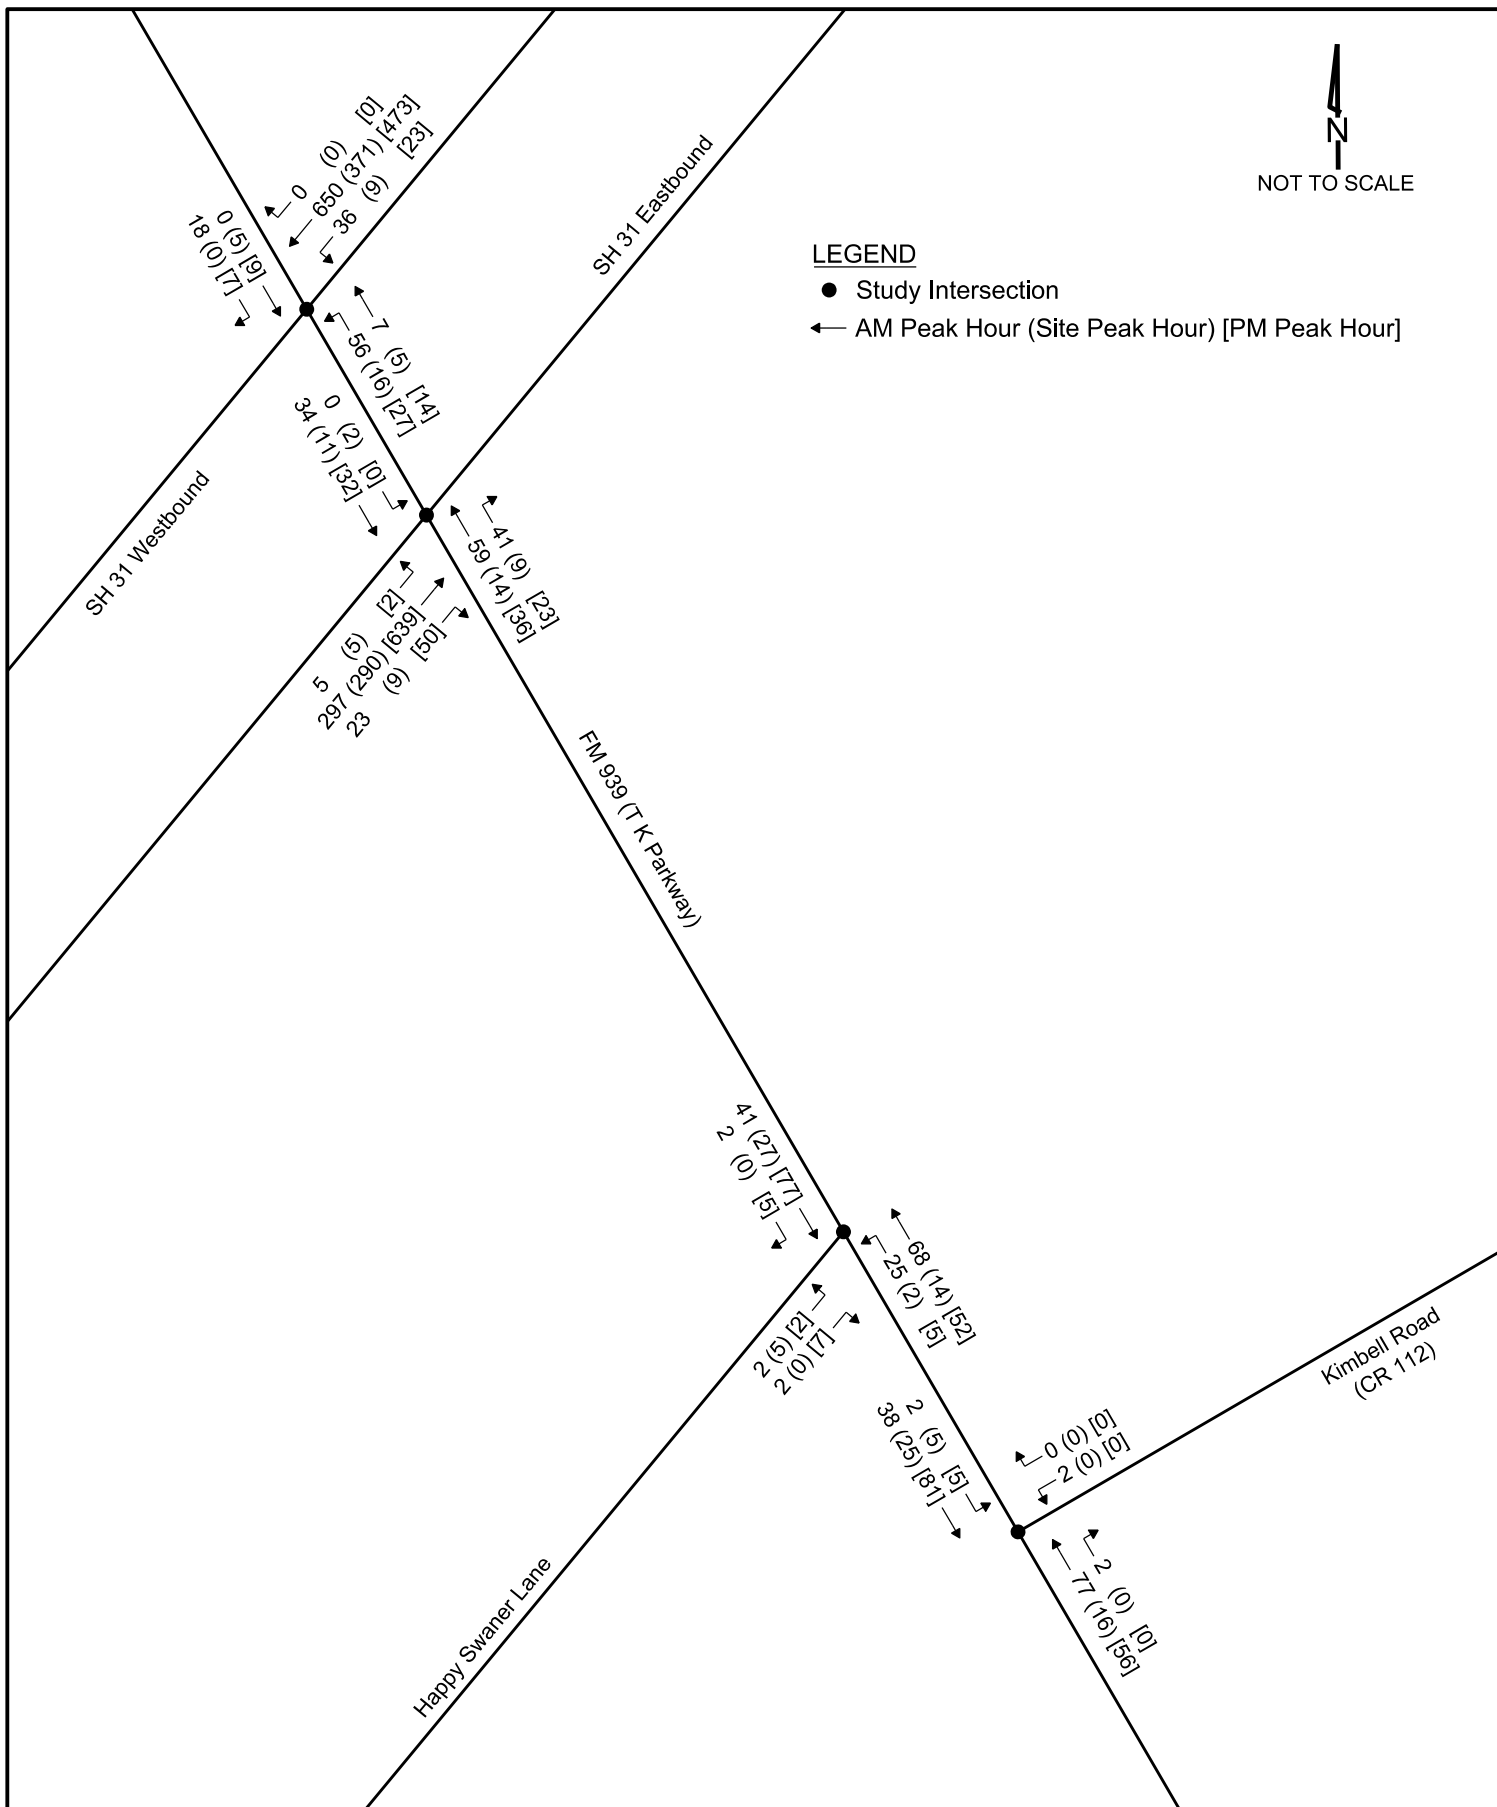 0 (0) [0]
650 (371) [473]
36 (9) [23]
0 (5) [9]
18 (0) [7]
N
NOT TO SCALE
SH 31 Eastbound
LEGEND
Study Intersection
AM Peak Hour (Site Peak Hour) [PM Peak Hour]
7 (5) [14]
56 (16) [27]
0 (2) [0]
34 (11) [32]
SH 31 Westbound
41 (9) [23]
59 (14) [36]
5 (5) [2]
297 (290) [639]
23 (9) [50]
FM 939 (T K Parkway)
41 (27) [77]
2 (0) [5]
68 (14) [52]
25 (2) [5]
2 (5) [2]
2 (0) [7]
Kimbell Road
(CR 112)
2 (5) [5]
38 (25) [81]
0 (0) [0]
2 (0) [0]
2 (0) [0]
77 (16) [56]
Happy Swaner Lane